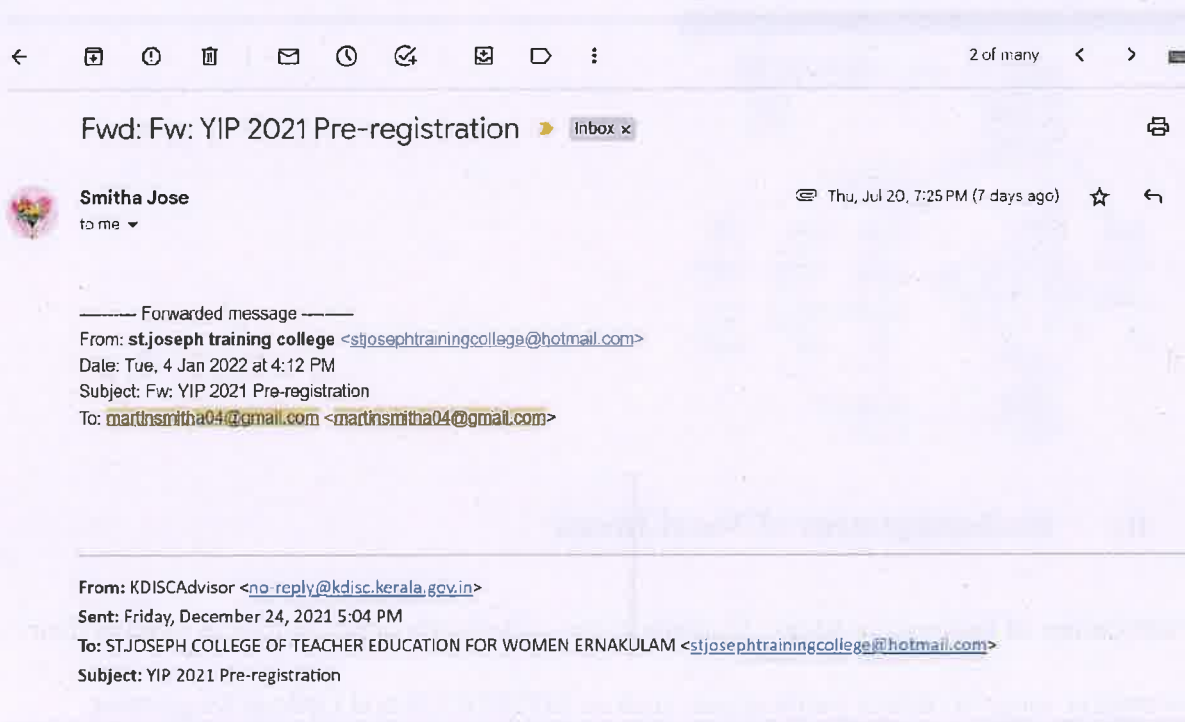 2 of many
Fwd: Fw: YIP 2021 Pre-registration Inbox x
Smitha Jose Thu, Jul 20, 7:25 PM (7 days ago)
to me
---------- Forwarded message ----------
From: st.joseph training college <stjosephtrainingcollege@hotmail.com>
Date: Tue, 4 Jan 2022 at 4:12 PM
Subject: Fw: YIP 2021 Pre-registration
To: martinsmitha04@gmail.com <martinsmitha04@gmail.com>
From: KDISCAdvisor <no-reply@kdisc.kerala.gov.in>
Sent: Friday, December 24, 2021 5:04 PM
To: ST.JOSEPH COLLEGE OF TEACHER EDUCATION FOR WOMEN ERNAKULAM <stjosephtrainingcollege@hotmail.com>
Subject: YIP 2021 Pre-registration